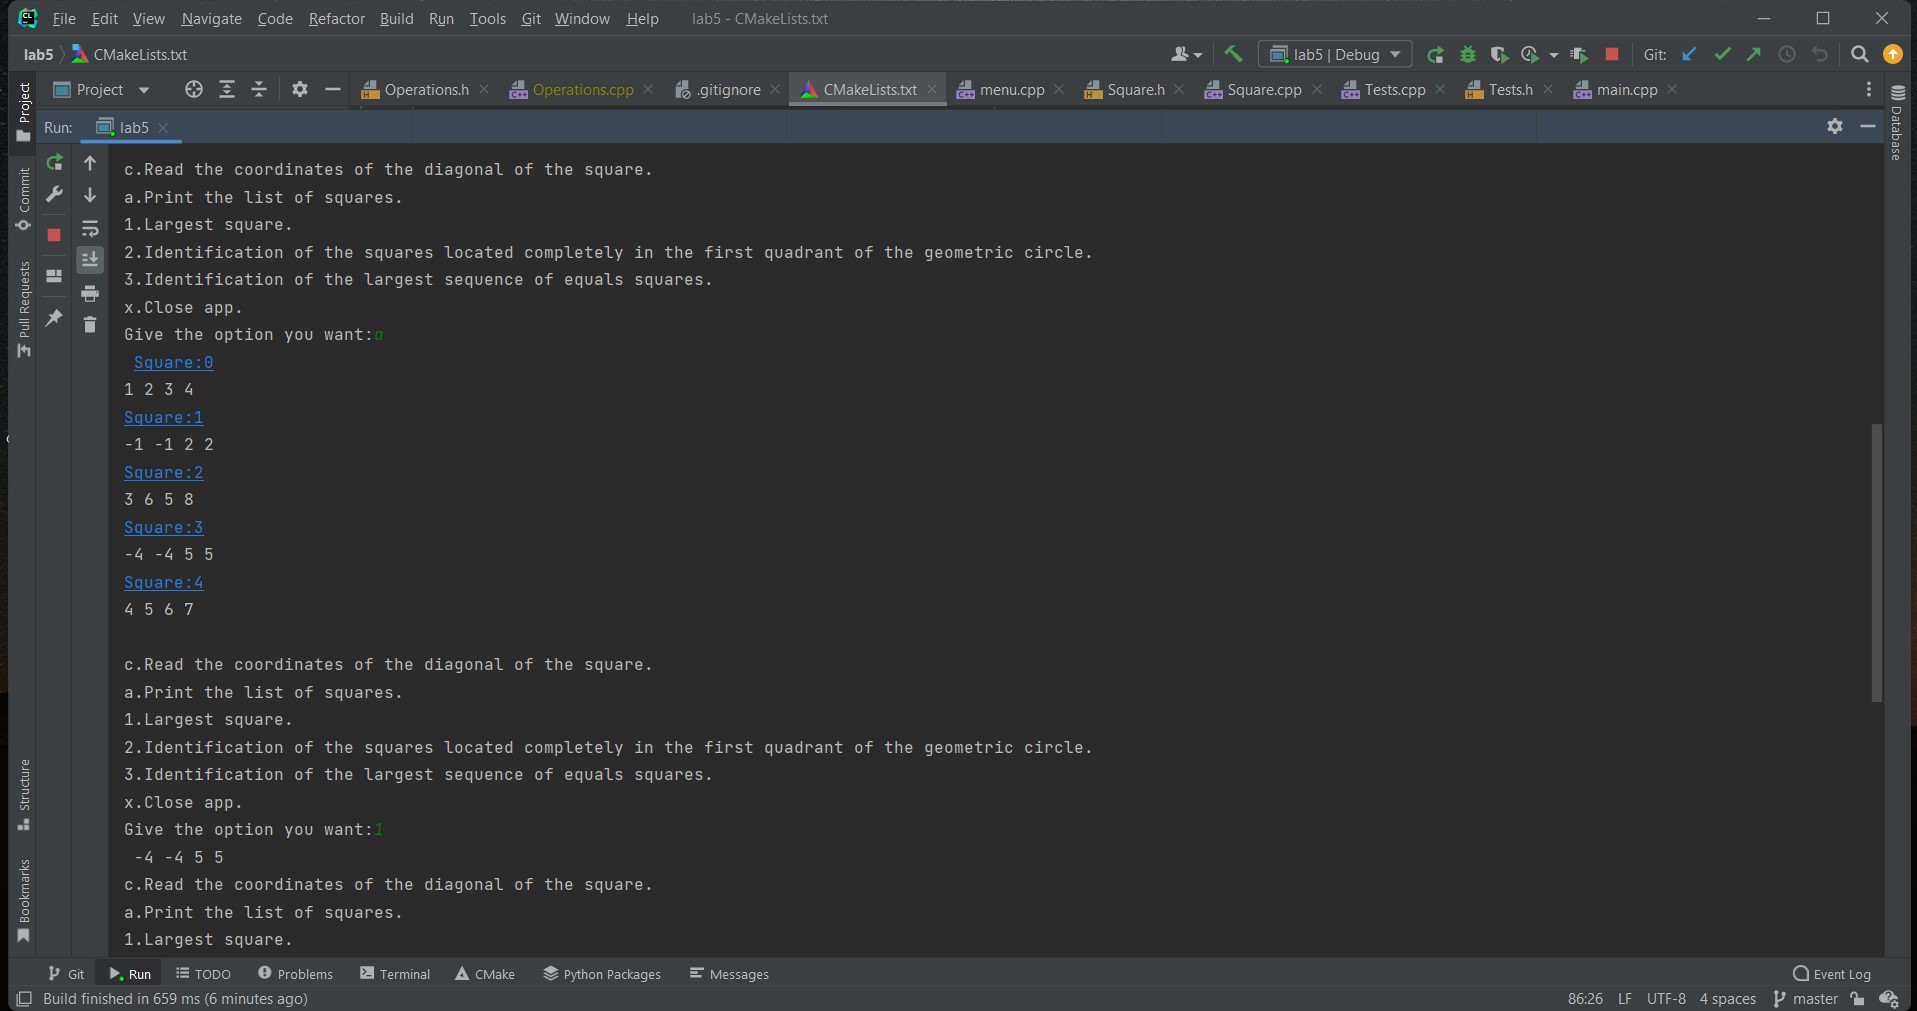 File Edit View Navigate Code Refactor Build Run Tools Git Window Help lab5 - CMakeLists.txt
lab5 CMakeLists.txt lab5 | Debug Git:
Project Operations.h Operations.cpp .gitignore CMakeLists.txt menu.cpp Square.h Square.cpp Tests.cpp Tests.h main.cpp
Run: lab5
Project
Commit
Pull Requests
Structure
Bookmarks
Database
c.Read the coordinates of the diagonal of the square.
a.Print the list of squares.
1.Largest square.
2.Identification of the squares located completely in the first quadrant of the geometric circle.
3.Identification of the largest sequence of equals squares.
x.Close app.
Give the option you want:a
Square:0
1 2 3 4
Square:1
-1 -1 2 2
Square:2
3 6 5 8
Square:3
-4 -4 5 5
Square:4
4 5 6 7
c.Read the coordinates of the diagonal of the square.
a.Print the list of squares.
1.Largest square.
2.Identification of the squares located completely in the first quadrant of the geometric circle.
3.Identification of the largest sequence of equals squares.
x.Close app.
Give the option you want:1
-4 -4 5 5
c.Read the coordinates of the diagonal of the square.
a.Print the list of squares.
1.Largest square.
Git Run TODO Problems Terminal CMake Python Packages Messages Event Log
Build finished in 659 ms (6 minutes ago) 86:26 LF UTF-8 4 spaces master